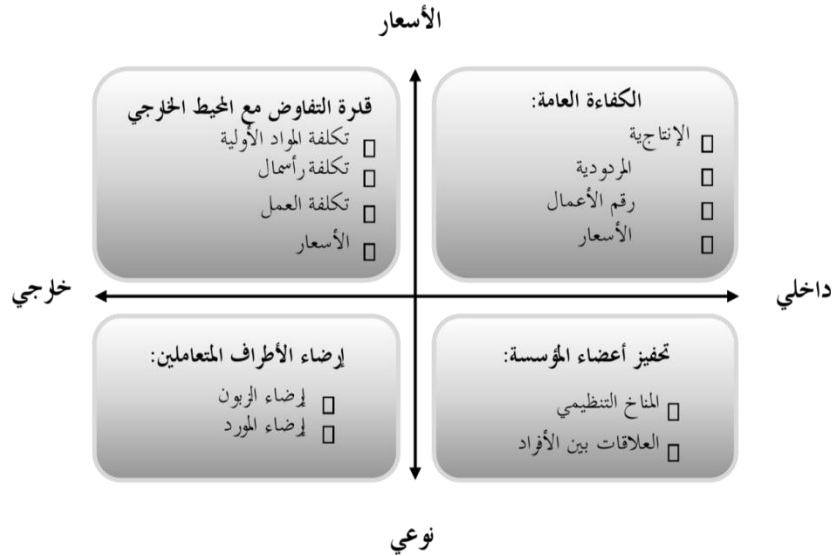 الأسعار
الكفاءة العامة:
الإنتاجية
المردودية
رقم الأعمال
الأسعار
قدرة التفاوض مع المحيط الخارجي
تكلفة المواد الأولية
تكلفة رأسمال
تكلفة العمل
الأسعار
داخلي
خارجي
تحفيز أعضاء المؤسسة:
المناخ التنظيمي
العلاقات بين الأفراد
إرضاء الأطراف المتعاملين:
إرضاء الزبون
إرضاء المورد
نوعي